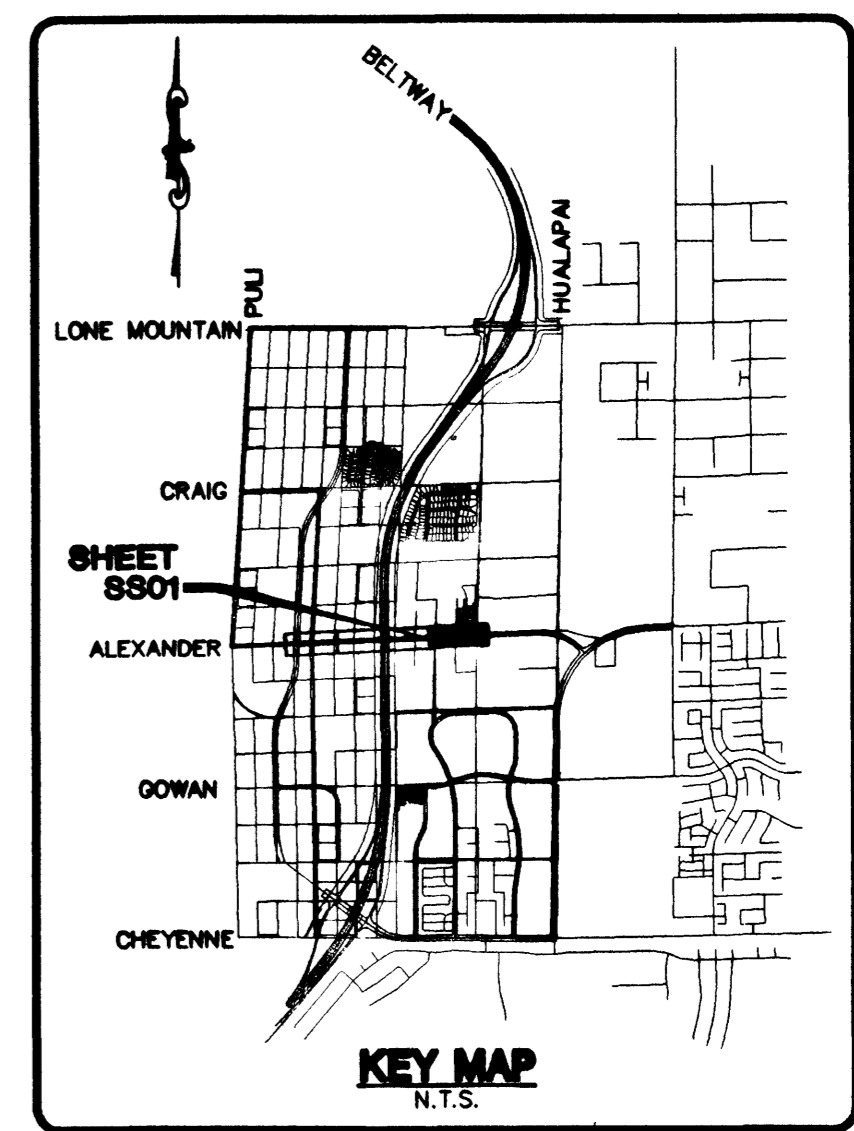 BELTWAY
HUALAPAI
PULI
LONE MOUNTAIN
CRAIG
SHEET
SS01
ALEXANDER
GOWAN
CHEYENNE
KEY MAP
N.T.S.